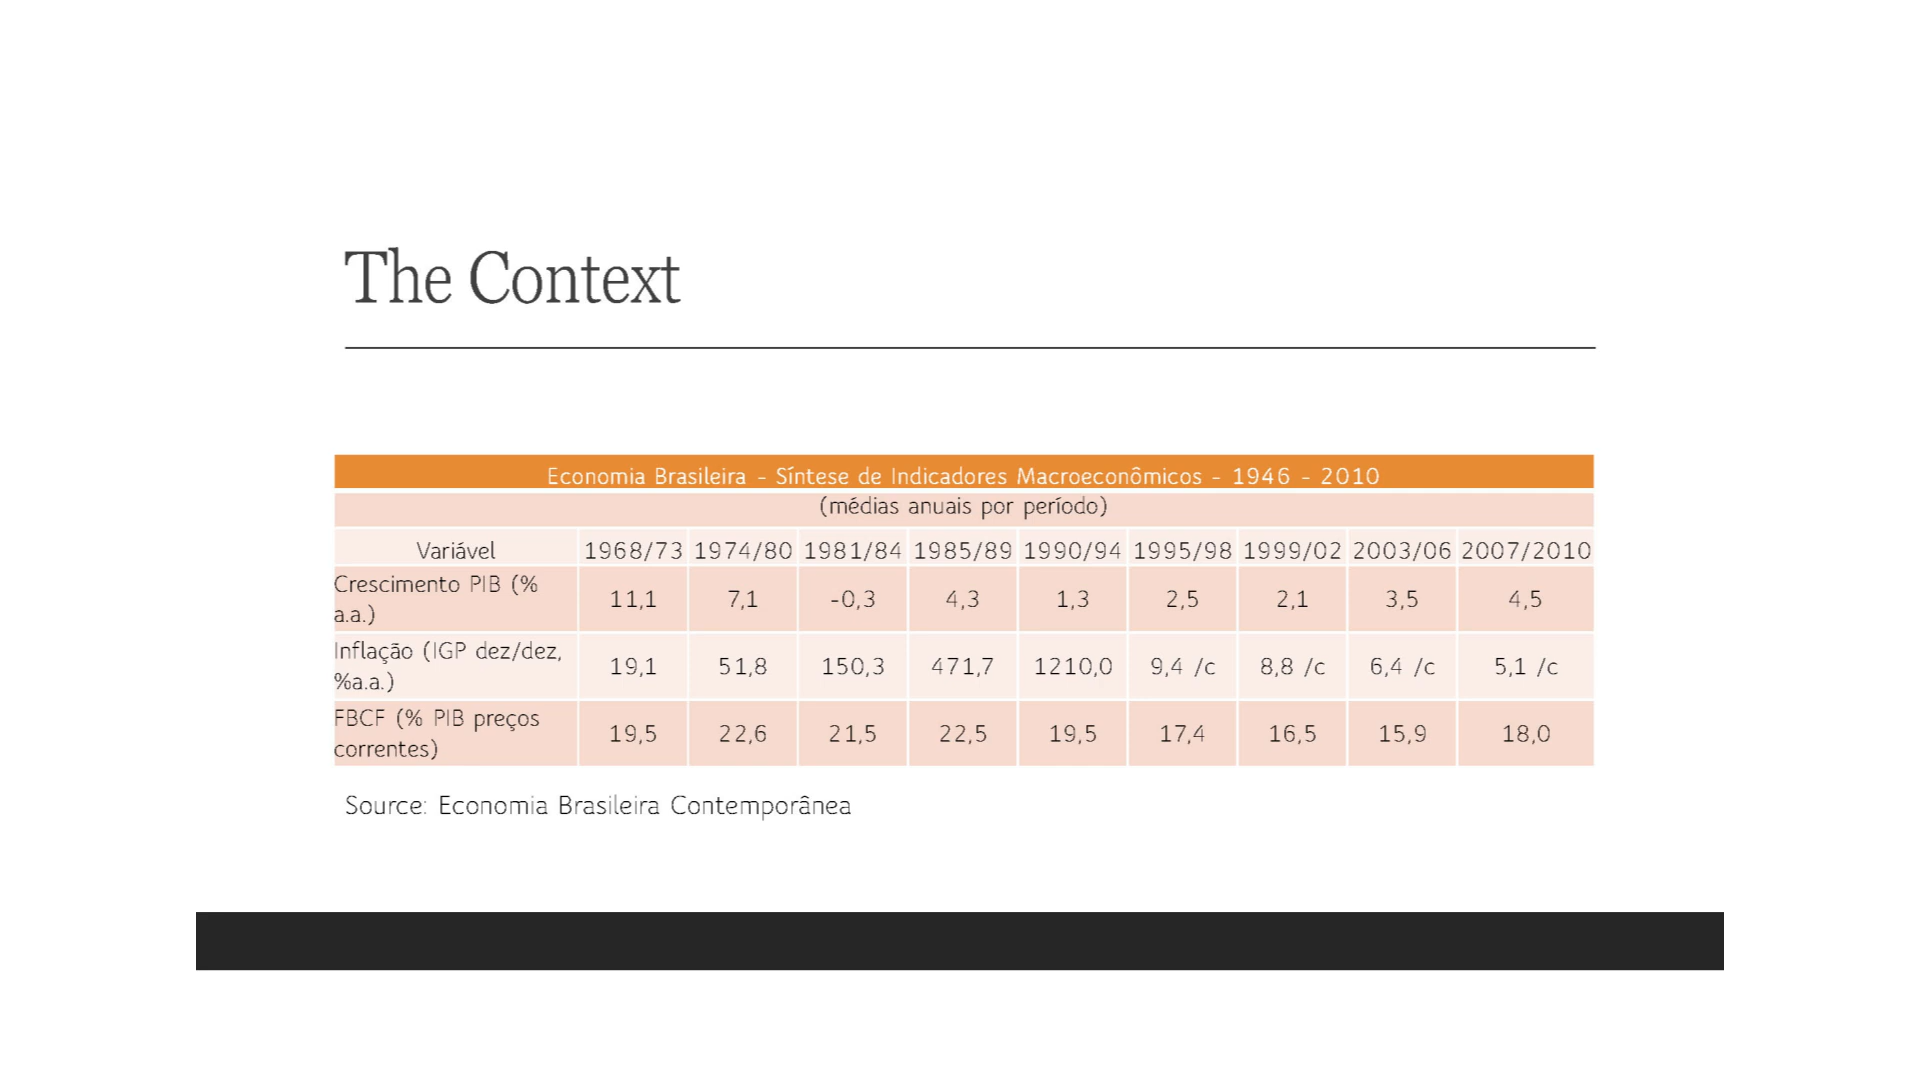 The Context
Economia Brasileira - Síntese de Indicadores Macroeconômicos - 1946 - 2010
(médias anuais por período)
Variável 1968/73 1974/80 1981/84 1985/89 1990/94 1995/98 1999/02 2003/06 2007/2010
Crescimento PIB (%
a.a.) 11,1 7,1 -0,3 4,3 1,3 2,5 2,1 3,5 4,5
Inflação (IGP dez/dez,
%a.a.) 19,1 51,8 150,3 471,7 1210,0 9,4 /c 8,8 /c 6,4 /c 5,1 /c
FBCF (% PIB preços
correntes) 19,5 22,6 21,5 22,5 19,5 17,4 16,5 15,9 18,0
Source: Economia Brasileira Contemporânea